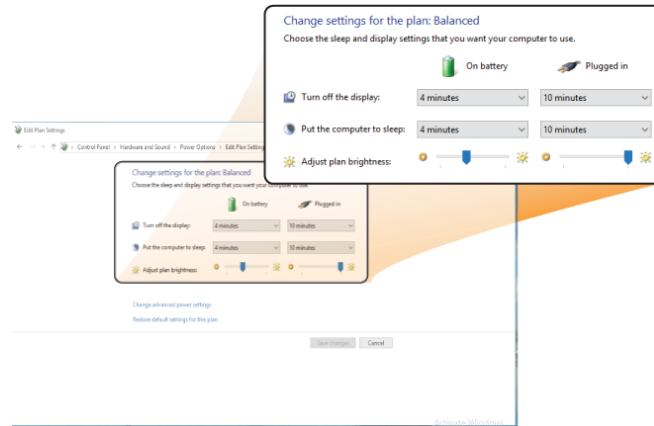 Change settings for the plan: Balanced
Choose the sleep and display settings that you want your computer to use.
On battery Plugged in
Turn off the display: 4 minutes 10 minutes
Put the computer to sleep: 4 minutes 10 minutes
Adjust plan brightness:
Edit Plan Settings
Control Panel › Hardware and Sound › Power Options › Edit Plan Settings
Change settings for the plan: Balanced
Choose the sleep and display settings that you want your computer to use.
On battery Plugged in
Turn off the display: 4 minutes 10 minutes
Put the computer to sleep: 4 minutes 10 minutes
Adjust plan brightness:
Change advanced power settings
Restore default settings for this plan
Save changes Cancel
Activate Windows